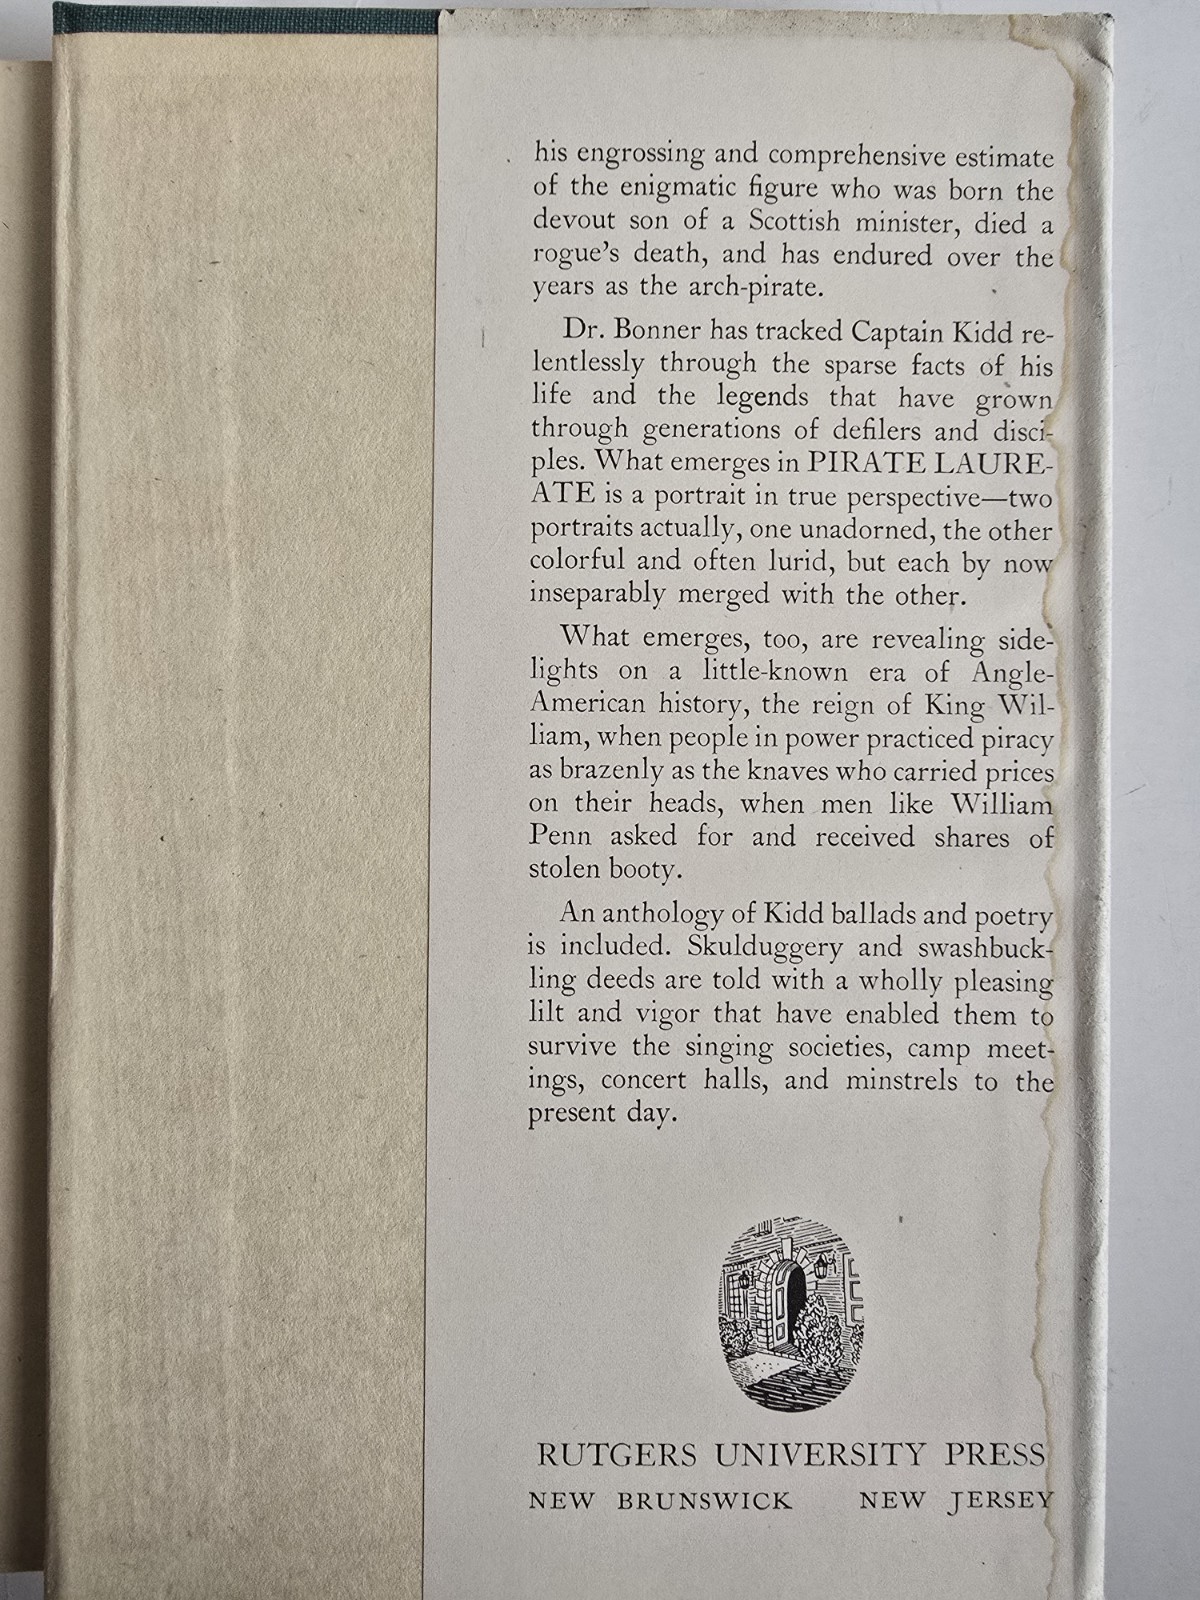 his engrossing and comprehensive estimate
of the enigmatic figure who was born the
devout son of a Scottish minister, died a
rogue's death, and has endured over the
years as the arch-pirate.
Dr. Bonner has tracked Captain Kidd re-
lentlessly through the sparse facts of his
life and the legends that have grown
through generations of defilers and disci-
ples. What emerges in PIRATE LAURE-
ATE is a portrait in true perspective—two
portraits actually, one unadorned, the other
colorful and often lurid, but each by now
inseparably merged with the other.
What emerges, too, are revealing side-
lights on a little-known era of Angle-
American history, the reign of King Wil-
liam, when people in power practiced piracy
as brazenly as the knaves who carried prices
on their heads, when men like William
Penn asked for and received shares of
stolen booty.
An anthology of Kidd ballads and poetry
is included. Skulduggery and swashbuck-
ling deeds are told with a wholly pleasing
lilt and vigor that have enabled them to
survive the singing societies, camp meet-
ings, concert halls, and minstrels to the
present day.
RUTGERS UNIVERSITY PRESS
NEW BRUNSWICK NEW JERSEY